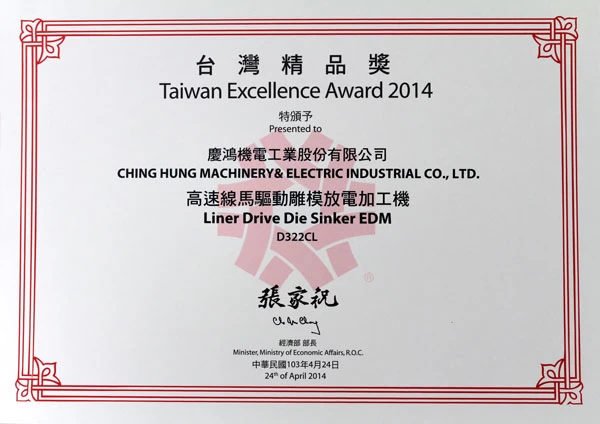 台灣精品獎
Taiwan Excellence Award 2014
特頒予
Presented to
慶鴻機電工業股份有限公司
CHING HUNG MACHINERY& ELECTRIC INDUSTRIAL CO., LTD.
高速線馬驅動雕模放電加工機
Liner Drive Die Sinker EDM
D322CL
®
張家祝
經濟部 部長
Minister, Ministry of Economic Affairs, R.O.C.
中華民國103年4月24日
24th of April 2014